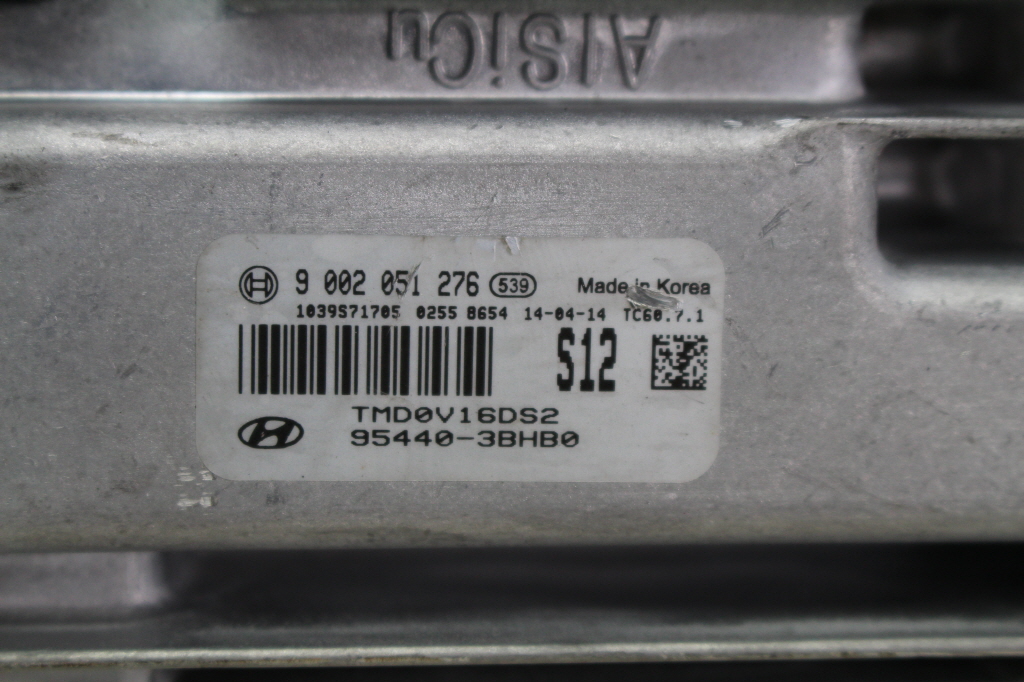 AlSiCu
9 002 051 276 539 Made in Korea
1039S71705 0255 8654 14-04-14 TC60.7.1
S12
TMD0V16DS2
95440-3BHB0